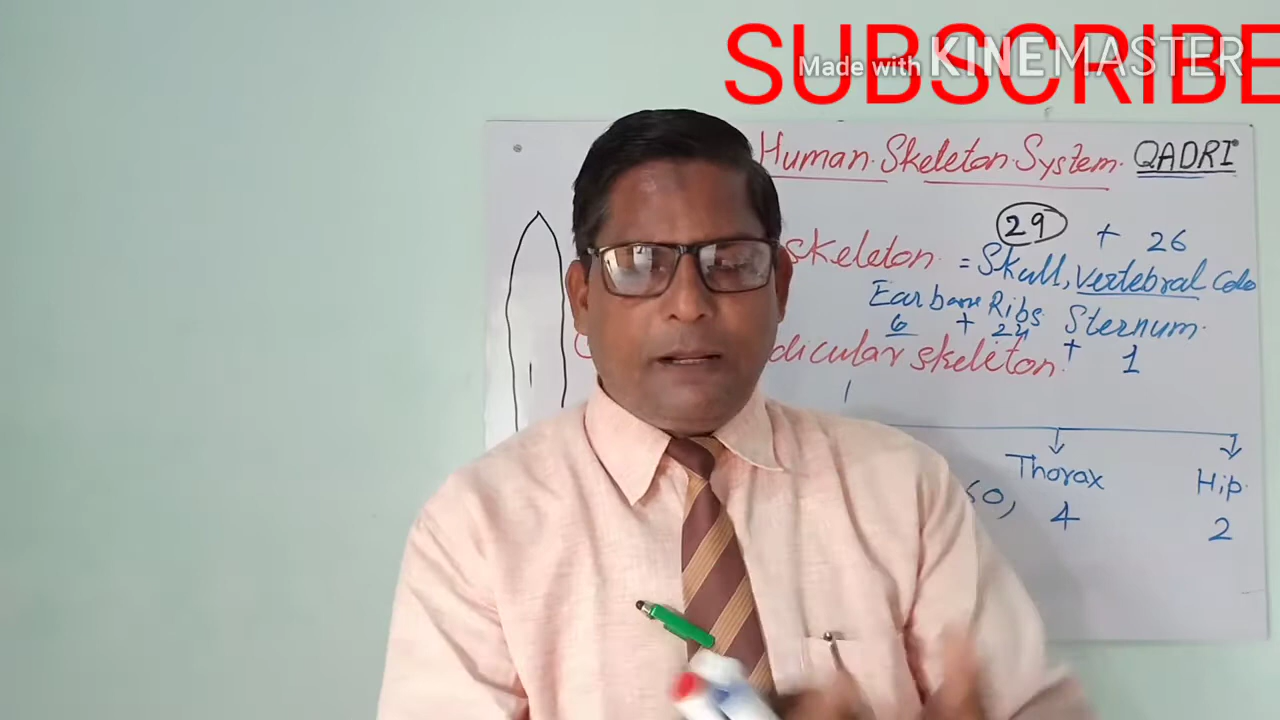 SUBSCRIBE
Made with KINEMASTER
Human Skeleton System QADRI
29 + 26
skeleton = Skull, Vertebral
Ear bone Ribs Sternum
6 + 24 + 1
dicular skeleton
Thorax Hip
60, 4 2